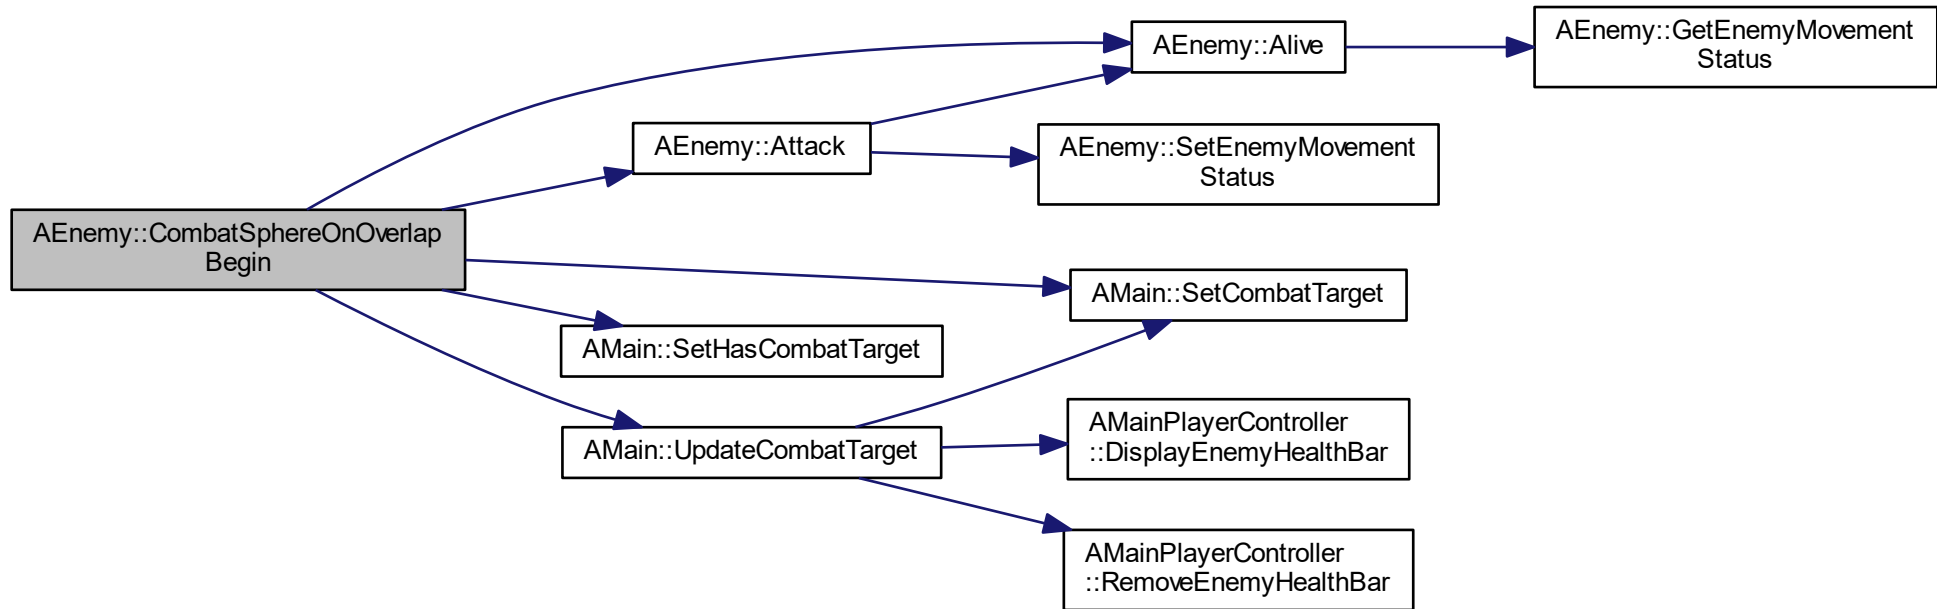 AEnemy::Alive
AEnemy::GetEnemyMovement
Status
AEnemy::Attack
AEnemy::SetEnemyMovement
Status
AEnemy::CombatSphereOnOverlap
Begin
AMain::SetCombatTarget
AMain::SetHasCombatTarget
AMain::UpdateCombatTarget
AMainPlayerController
::DisplayEnemyHealthBar
AMainPlayerController
::RemoveEnemyHealthBar